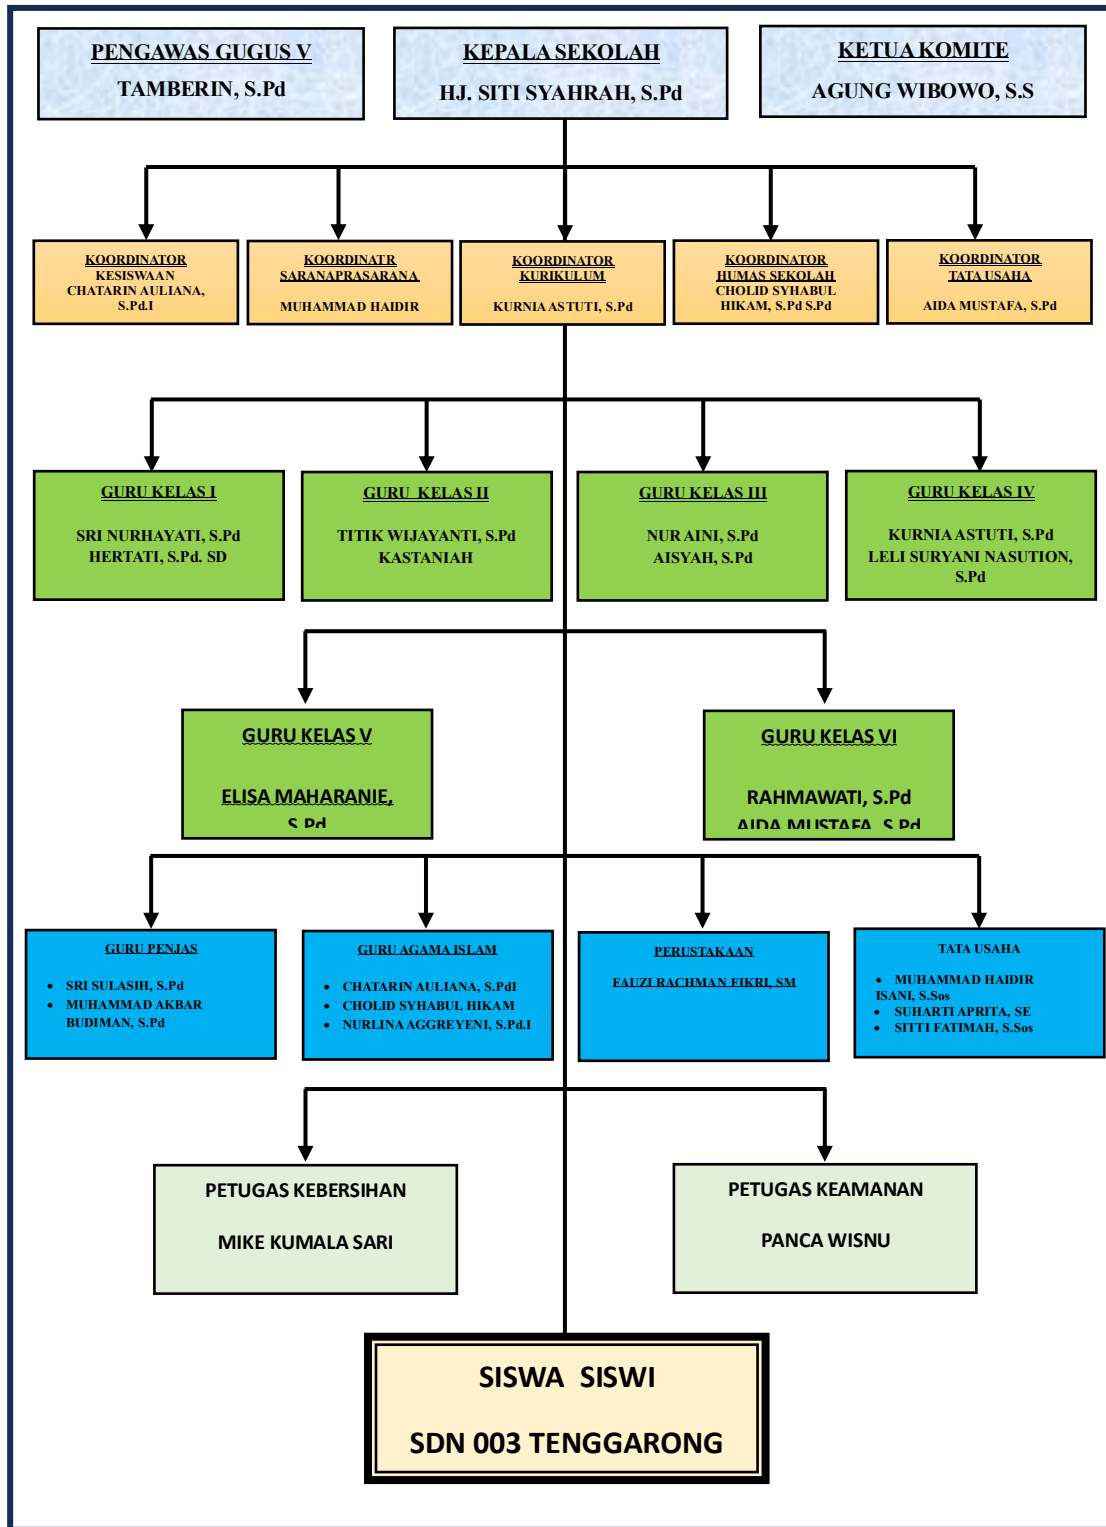 PENGAWAS GUGUS V
TAMBERIN, S.Pd
KEPALA SEKOLAH
HJ. SITI SYAHRAH, S.Pd
KETUA KOMITE
AGUNG WIBOWO, S.S
KOORDINATOR
KESISWAAN
CHATARIN AULIANA,
S.Pd.I
KOORDINATR
SARANAPRASARANA
MUHAMMAD HAIDIR
KOORDINATOR
KURIKULUM
KURNIA ASTUTI, S.Pd
KOORDINATOR
HUMAS SEKOLAH
CHOLID SYHABUL
HIKAM, S.Pd S.Pd
KOORDINATOR
TATA USAHA
AIDA MUSTAFA, S.Pd
GURU KELAS I
SRI NURHAYATI, S.Pd
HERTATI, S.Pd. SD
GURU KELAS II
TITIK WIJAYANTI, S.Pd
KASTANIAH
GURU KELAS III
NUR AINI, S.Pd
AISYAH, S.Pd
GURU KELAS IV
KURNIA ASTUTI, S.Pd
LELI SURYANI NASUTION,
S.Pd
GURU KELAS V
ELISA MAHARANIE,
S.Pd
GURU KELAS VI
RAHMAWATI, S.Pd
AIDA MUSTAFA, S.Pd
GURU PENJAS
• SRI SULASIH, S.Pd
• MUHAMMAD AKBAR
BUDIMAN, S.Pd
GURU AGAMA ISLAM
• CHATARIN AULIANA, S.PdI
• CHOLID SYHABUL HIKAM
• NURLINA AGGREYENI, S.Pd.I
PERUSTAKAAN
FAUZI RACHMAN FIKRI, SM
TATA USAHA
• MUHAMMAD HAIDIR
ISANI, S.Sos
• SUHARTI APRITA, SE
• SITTI FATIMAH, S.Sos
PETUGAS KEBERSIHAN
MIKE KUMALA SARI
PETUGAS KEAMANAN
PANCA WISNU
SISWA SISWI
SDN 003 TENGGARONG